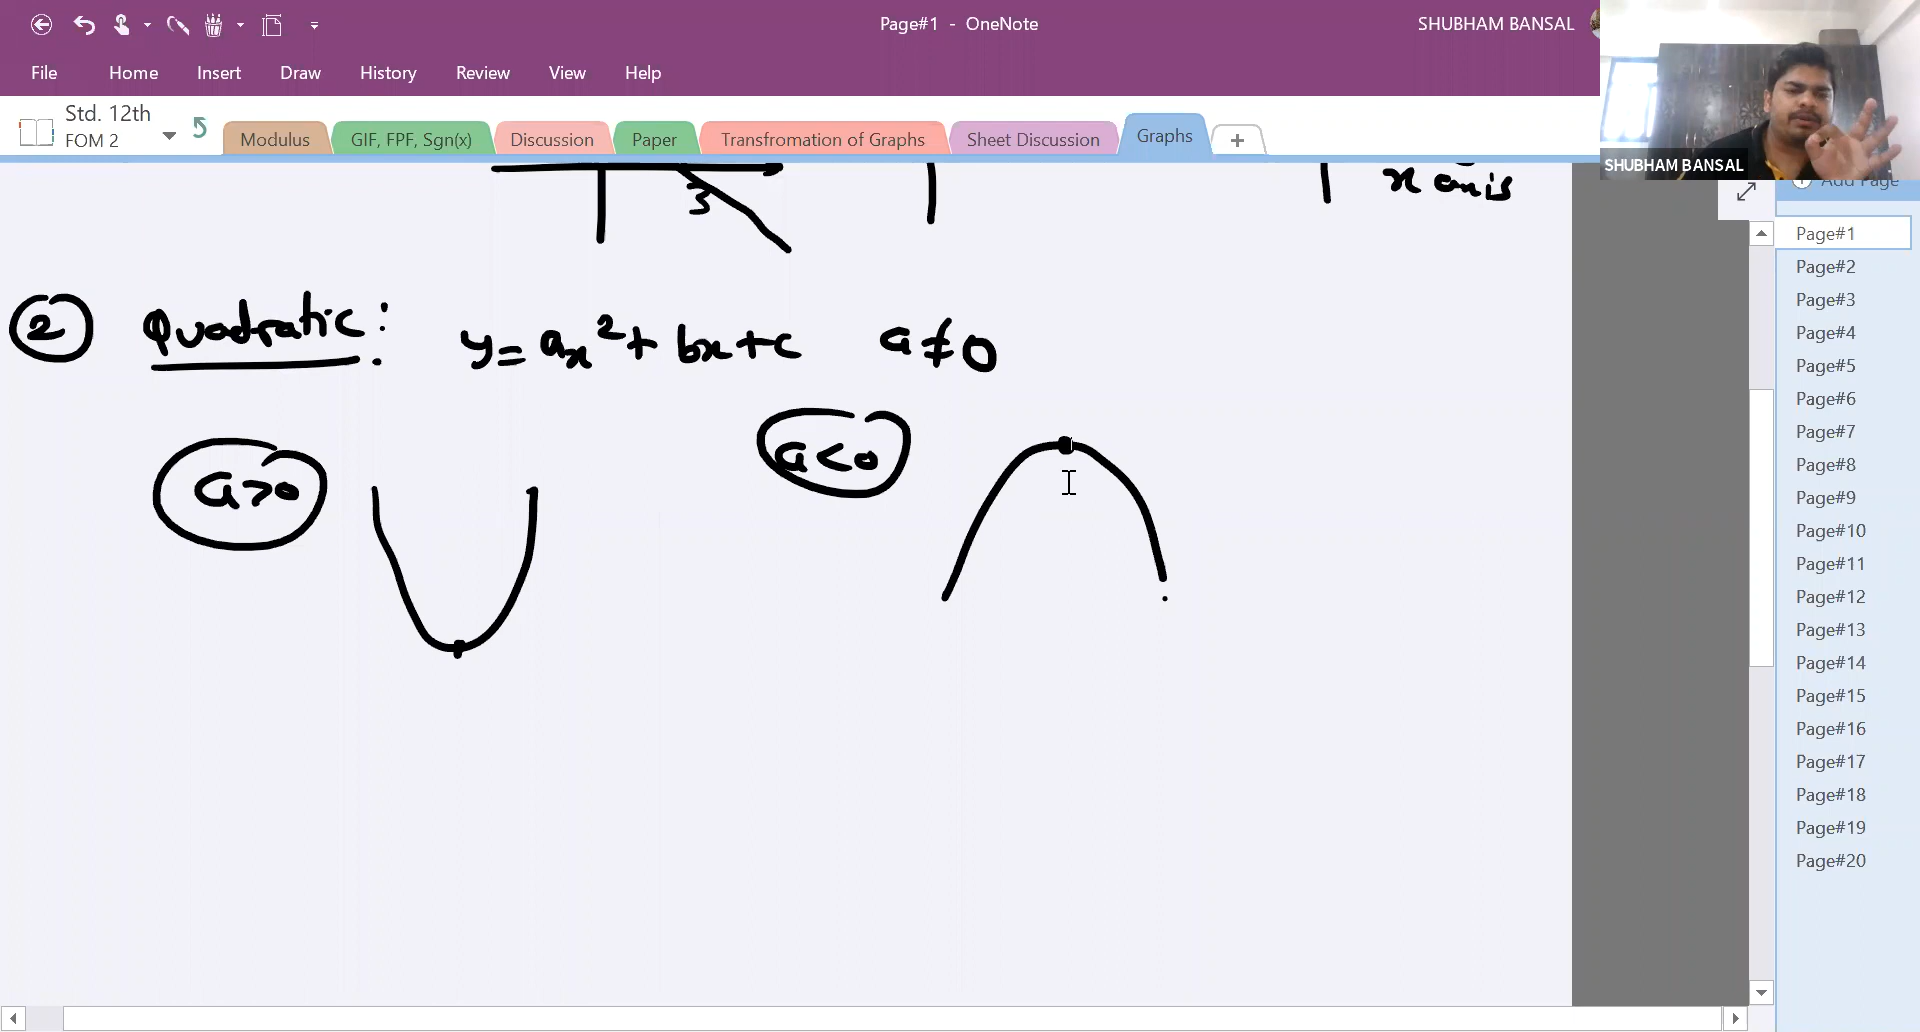 Page#1 - OneNote
SHUBHAM BANSAL
File Home Insert Draw History Review View Help
Std. 12th
FOM 2
Modulus GIF, FPF, Sgn(x) Discussion Paper Transfromation of Graphs Sheet Discussion Graphs +
SHUBHAM BANSAL
Add Page
3
x axis
2 Quadratic :
y = ax² + bx + c a ≠ 0
a > 0
a < 0
Page#1
Page#2
Page#3
Page#4
Page#5
Page#6
Page#7
Page#8
Page#9
Page#10
Page#11
Page#12
Page#13
Page#14
Page#15
Page#16
Page#17
Page#18
Page#19
Page#20